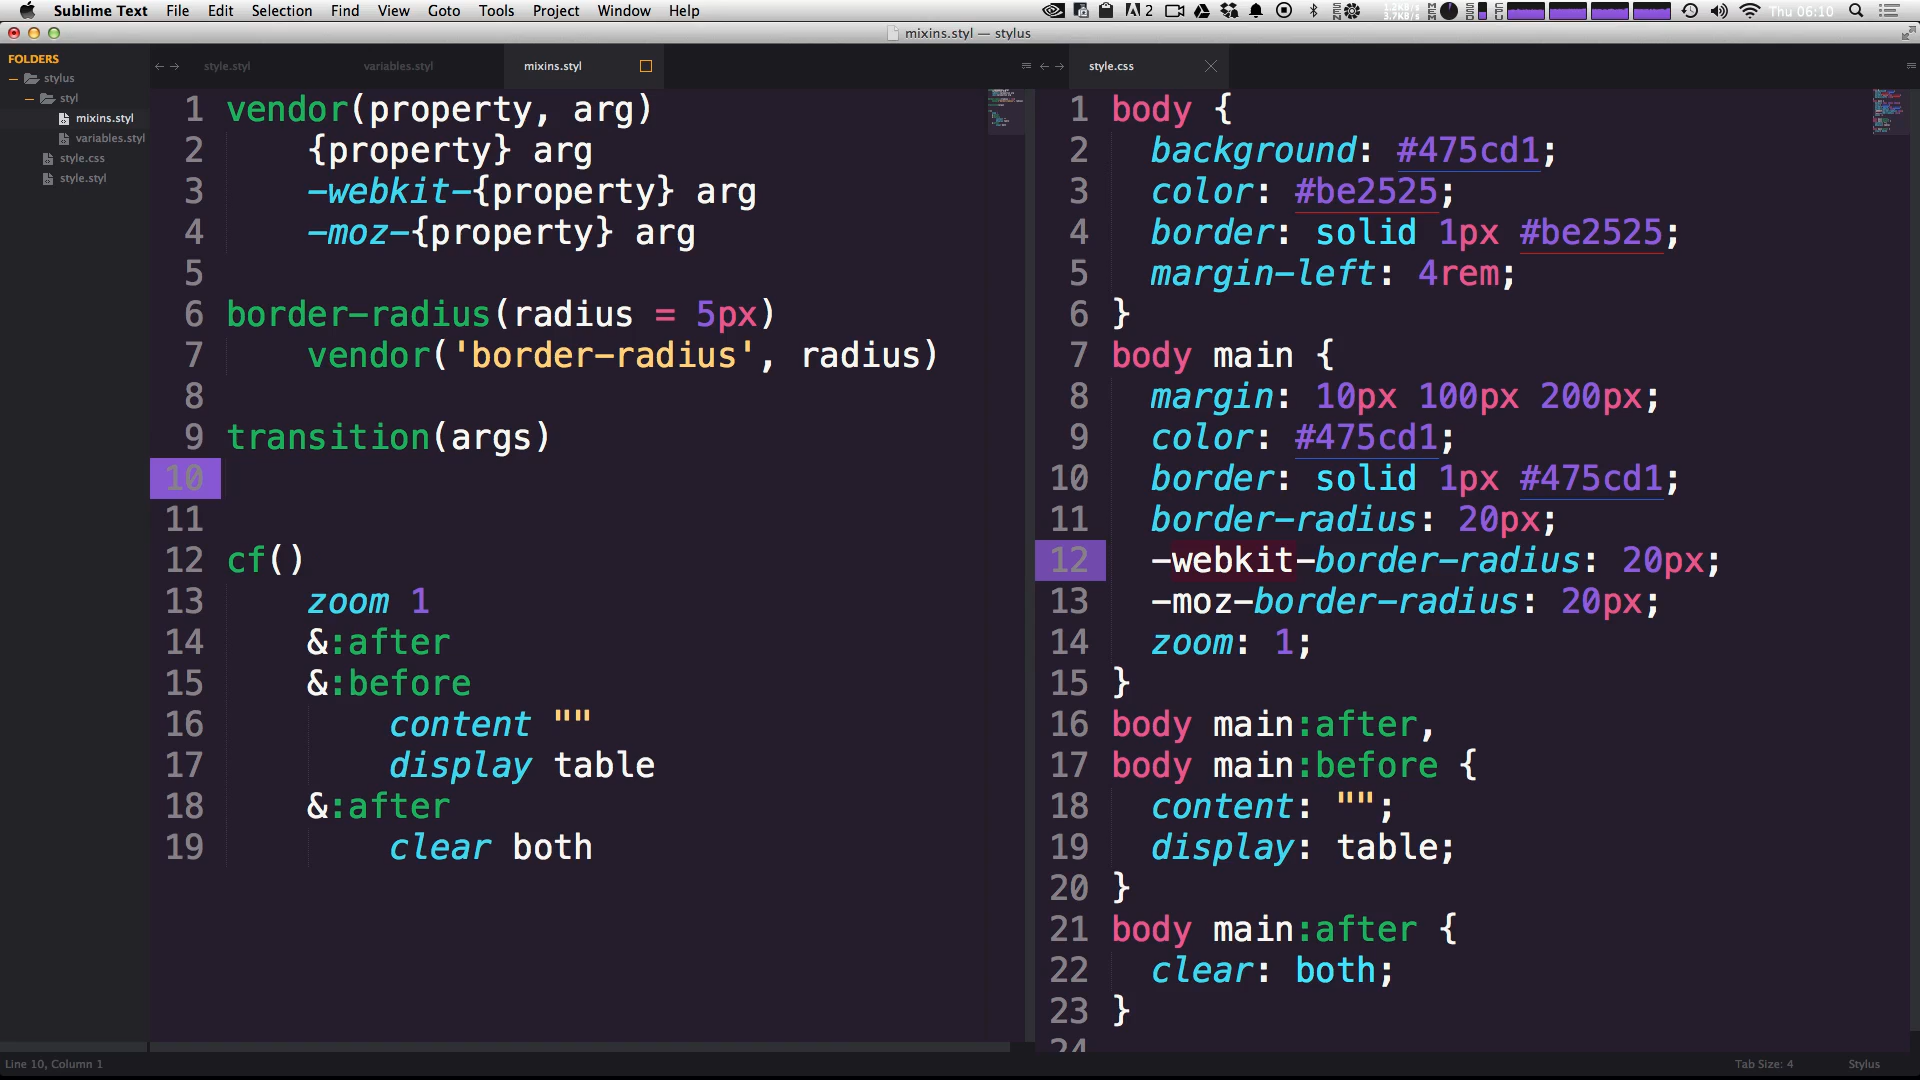 Sublime Text File Edit Selection Find View Goto Tools Project Window Help
2 Thu 06:10
mixins.styl — stylus
FOLDERS
stylus
styl
mixins.styl
variables.styl
style.css
style.styl
style.styl variables.styl mixins.styl
1 vendor(property, arg)
2 {property} arg
3 -webkit-{property} arg
4 -moz-{property} arg
5
6 border-radius(radius = 5px)
7 vendor('border-radius', radius)
8
9 transition(args)
10
11
12 cf()
13 zoom 1
14 &:after
15 &:before
16 content ""
17 display table
18 &:after
19 clear both
style.css
1 body {
2 background: #475cd1;
3 color: #be2525;
4 border: solid 1px #be2525;
5 margin-left: 4rem;
6 }
7 body main {
8 margin: 10px 100px 200px;
9 color: #475cd1;
10 border: solid 1px #475cd1;
11 border-radius: 20px;
12 -webkit-border-radius: 20px;
13 -moz-border-radius: 20px;
14 zoom: 1;
15 }
16 body main:after,
17 body main:before {
18 content: "";
19 display: table;
20 }
21 body main:after {
22 clear: both;
23 }
24
Line 10, Column 1
Tab Size: 4 Stylus